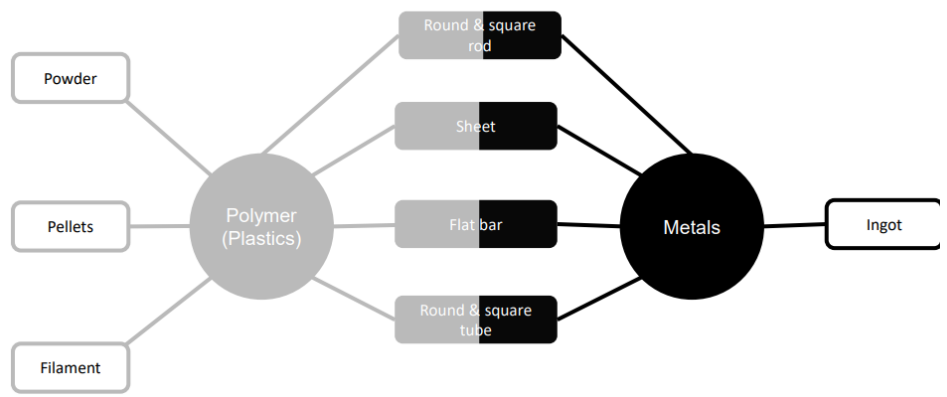 Round & square
rod
Powder
Sheet
Pellets
Polymer
(Plastics)
Flat bar
Metals
Ingot
Round & square
tube
Filament